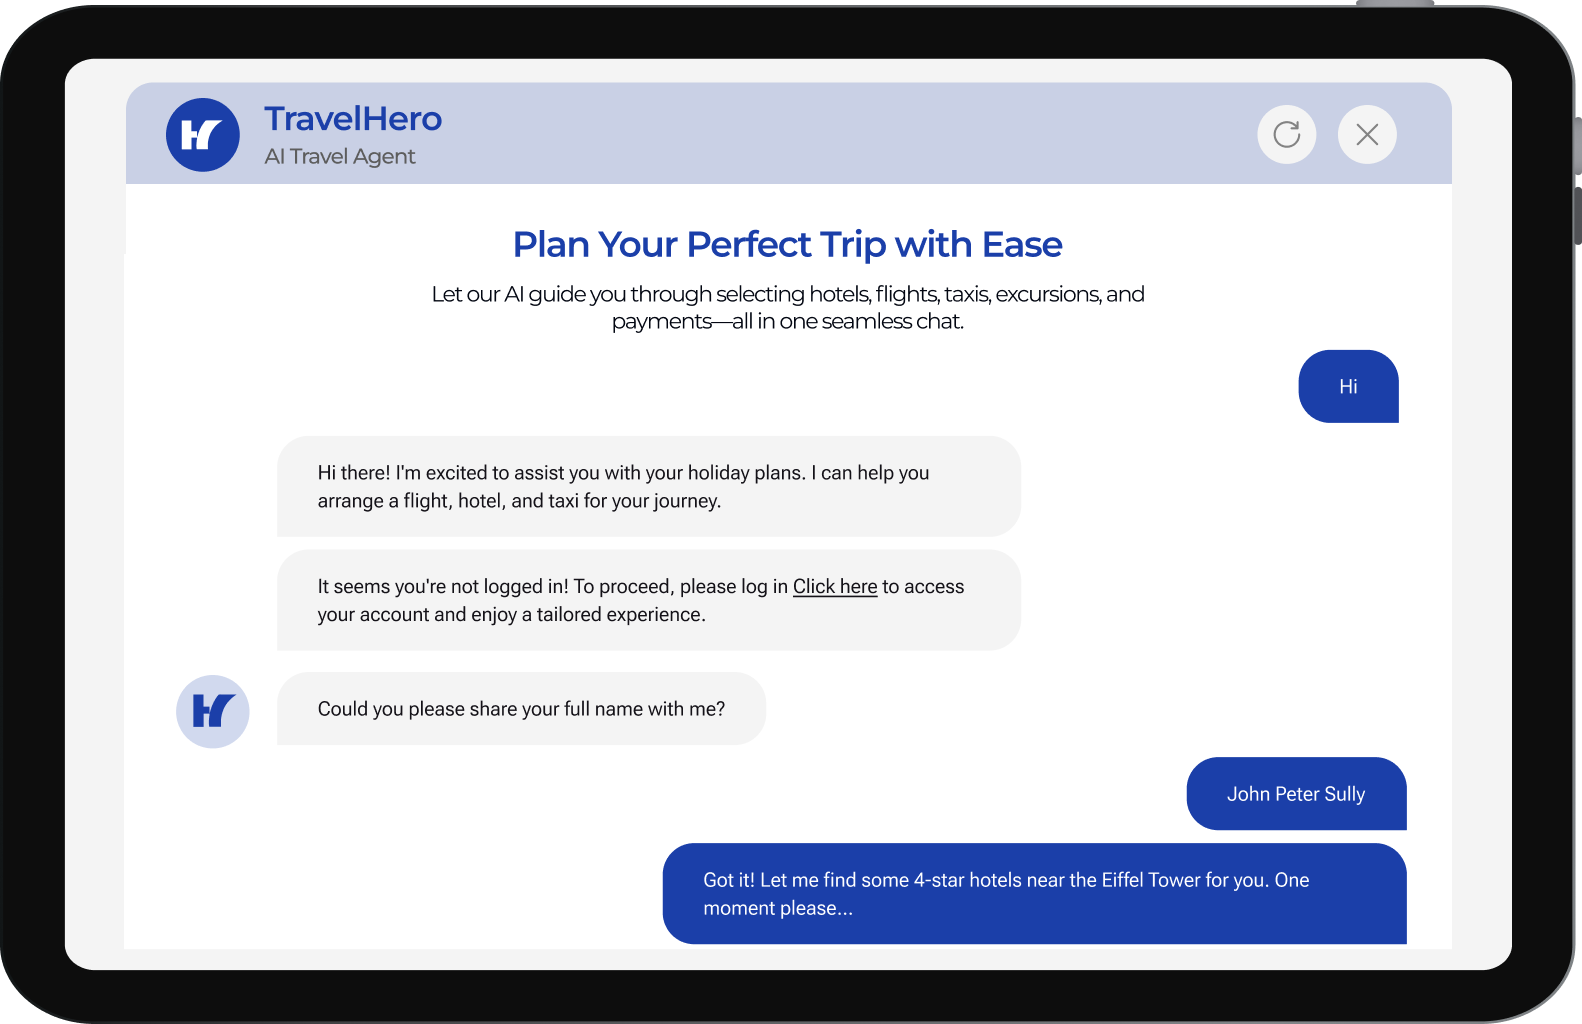 TravelHero
AI Travel Agent
Plan Your Perfect Trip with Ease
Let our AI guide you through selecting hotels, flights, taxis, excursions, and
payments—all in one seamless chat.
Hi
Hi there! I'm excited to assist you with your holiday plans. I can help you
arrange a flight, hotel, and taxi for your journey.
It seems you're not logged in! To proceed, please log in Click here to access
your account and enjoy a tailored experience.
Could you please share your full name with me?
John Peter Sully
Got it! Let me find some 4-star hotels near the Eiffel Tower for you. One
moment please...